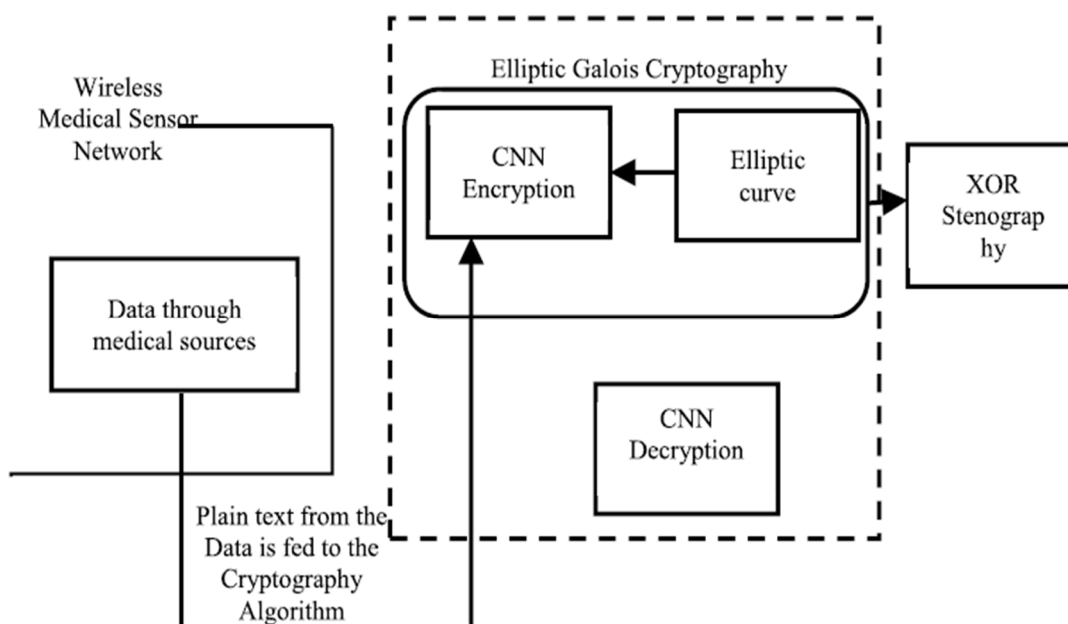 Wireless
Medical Sensor
Network
Data through
medical sources
Plain text from the
Data is fed to the
Cryptography
Algorithm
Elliptic Galois Cryptography
CNN
Encryption
Elliptic
curve
CNN
Decryption
XOR
Stenograp
hy